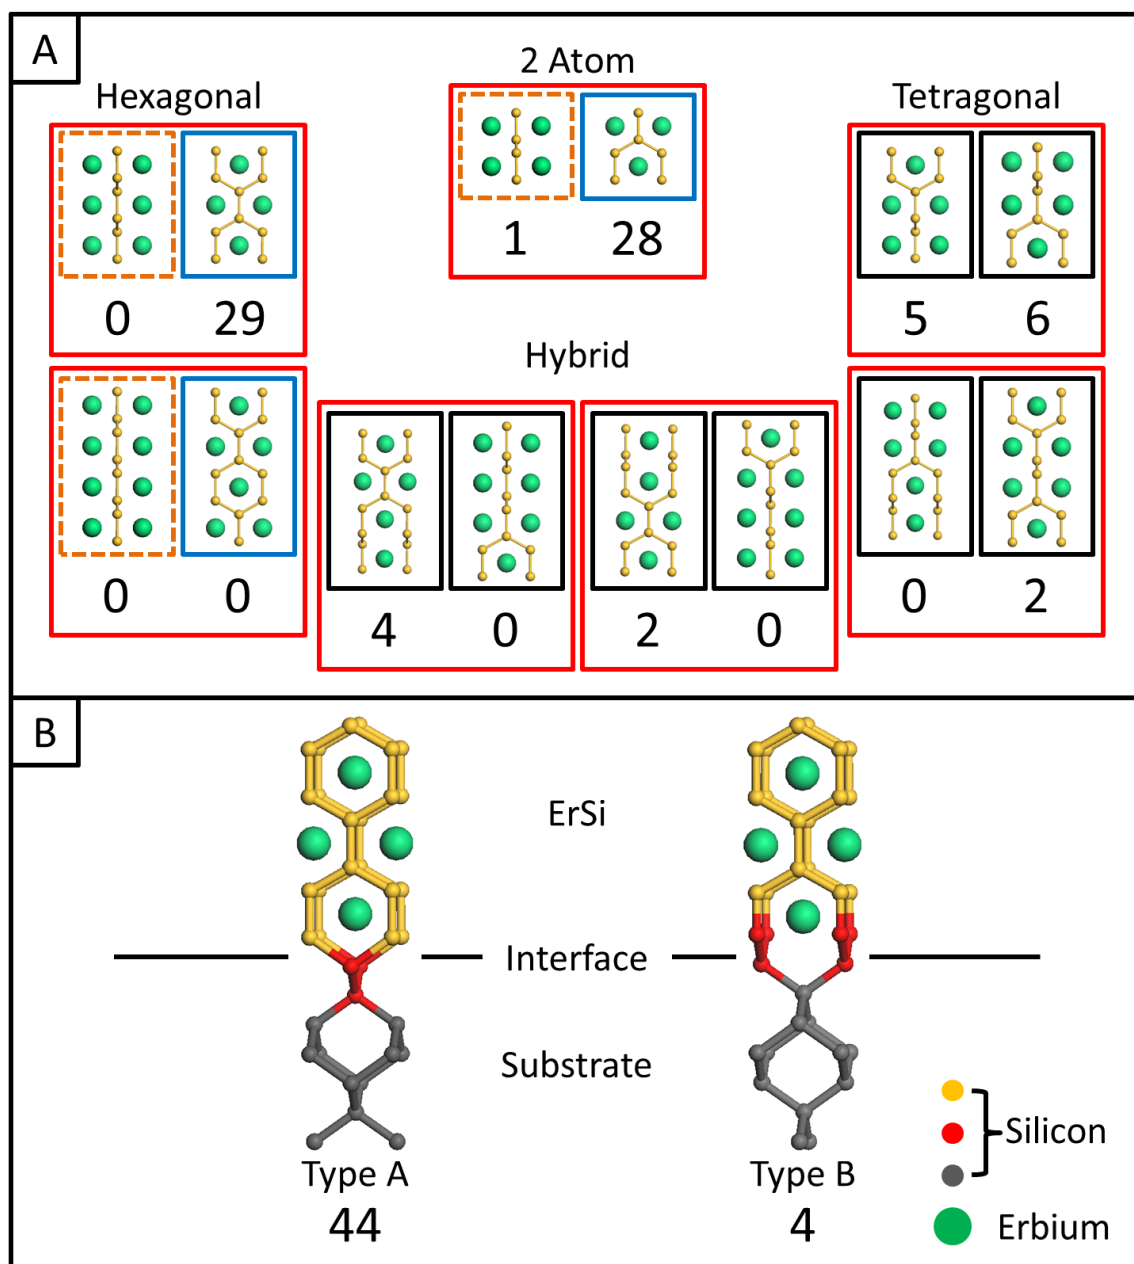 A
2 Atom
Hexagonal
Tetragonal
1 28
0 29
5 6
Hybrid
0 0
4 0
2 0
0 2
B
ErSi
Interface
Substrate
Silicon
Type A
Type B
44
4
Erbium